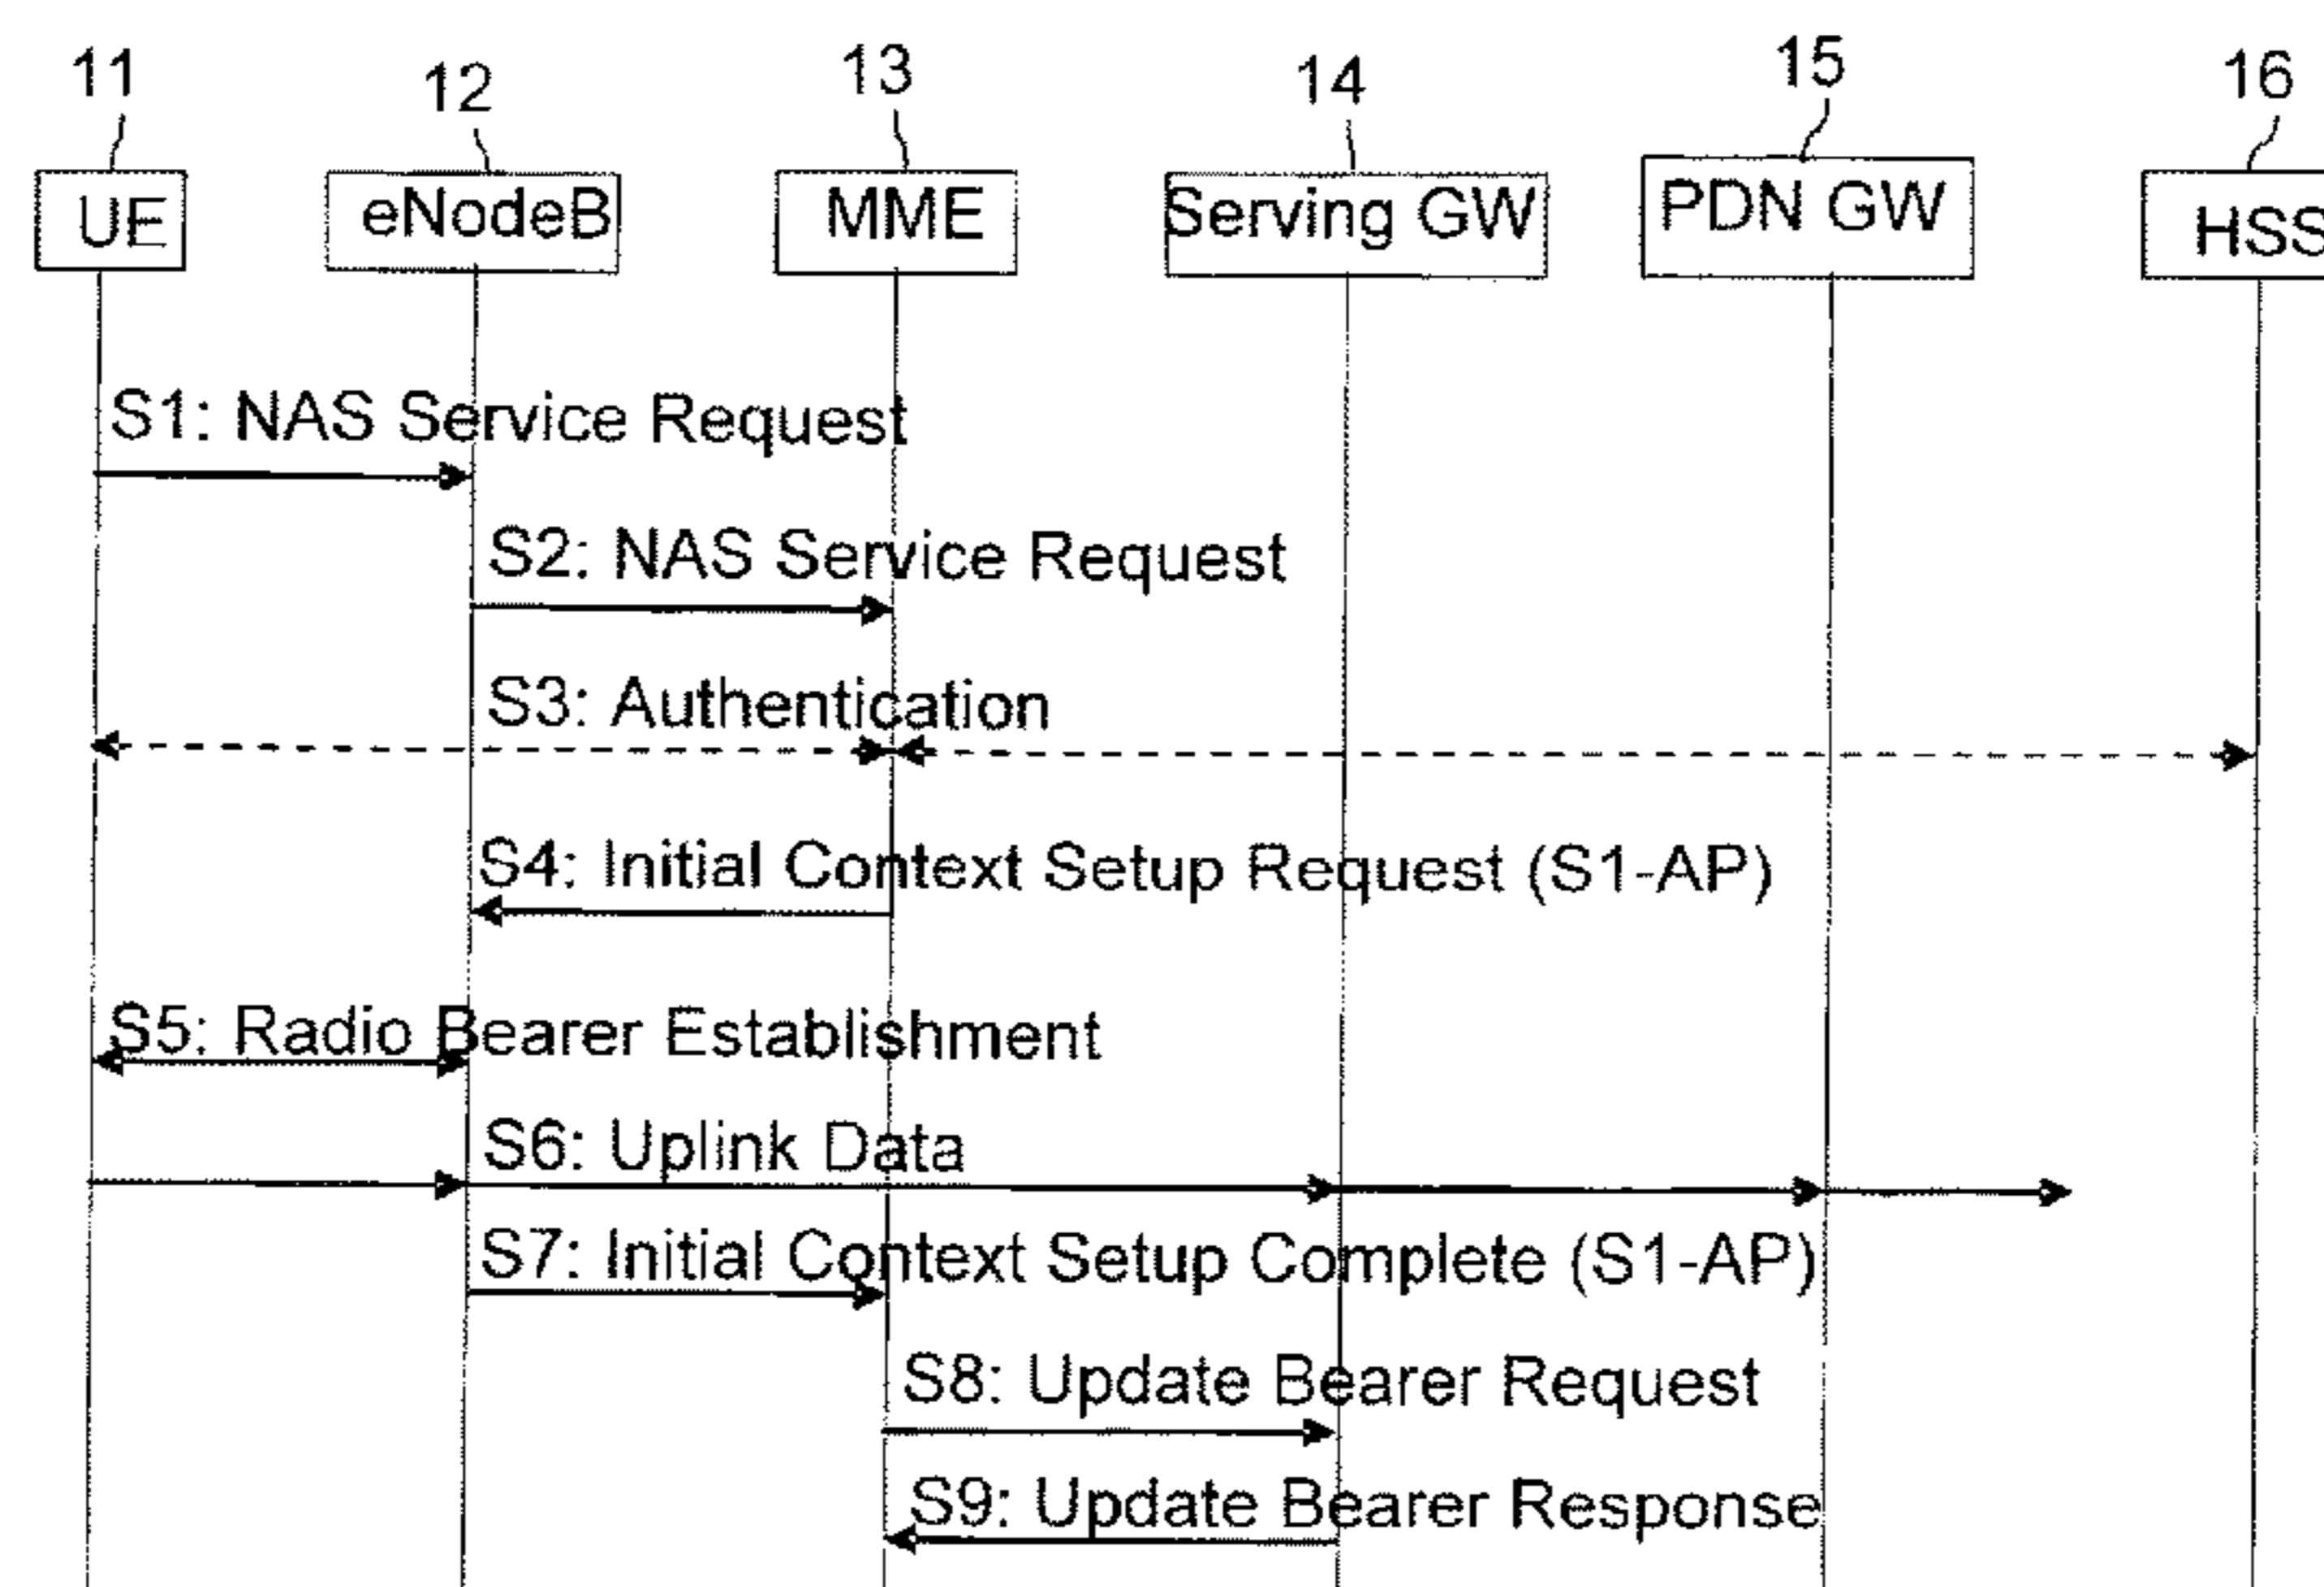 11 12 13 14 15 16
UE eNodeB MME Serving GW PDN GW HSS
S1: NAS Service Request
S2: NAS Service Request
S3: Authentication
S4: Initial Context Setup Request (S1-AP)
S5: Radio Bearer Establishment
S6: Uplink Data
S7: Initial Context Setup Complete (S1-AP)
S8: Update Bearer Request
S9: Update Bearer Response